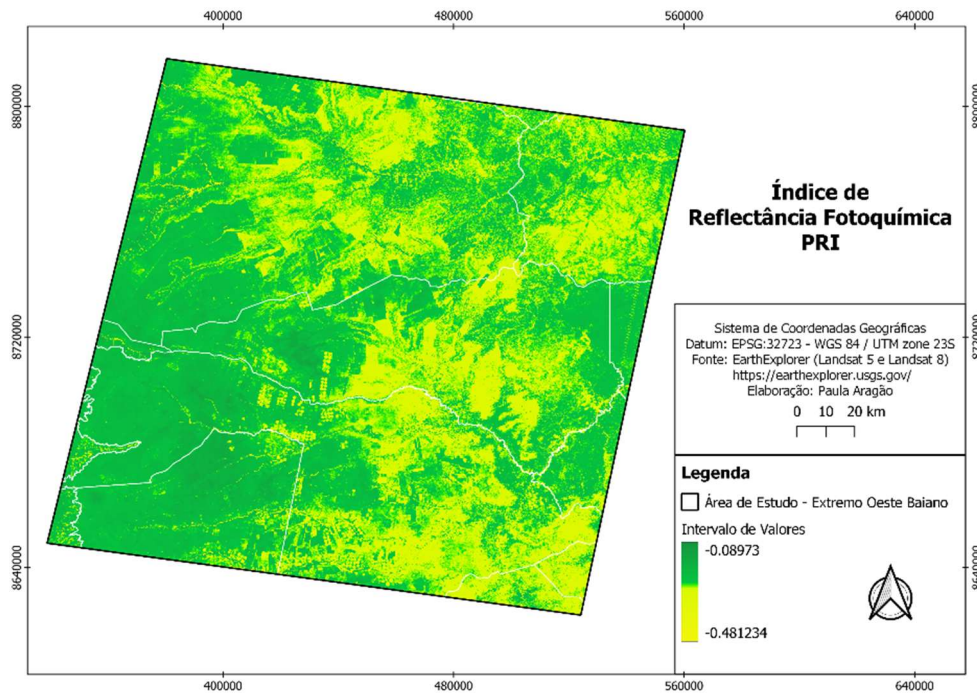 400000 480000 560000 640000
8800000 8800000
Índice de
Reflectância Fotoquímica
PRI
8720000 8720000
Sistema de Coordenadas Geográficas
Datum: EPSG:32723 - WGS 84 / UTM zone 23S
Fonte: EarthExplorer (Landsat 5 e Landsat 8)
https://earthexplorer.usgs.gov/
Elaboração: Paula Aragão
0 10 20 km
Legenda
Área de Estudo - Extremo Oeste Baiano
Intervalo de Valores
-0.08973
-0.481234
8640000 8640000
400000 480000 560000 640000